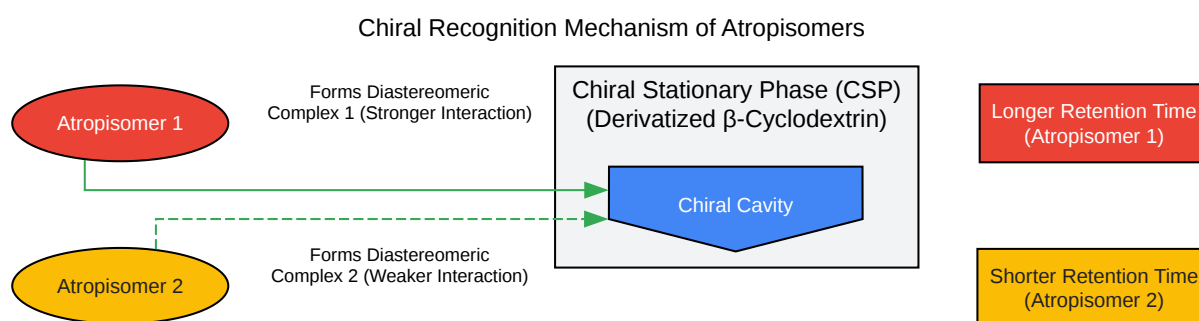 Chiral Recognition Mechanism of Atropisomers
Atropisomer 1
Forms Diastereomeric
Complex 1 (Stronger Interaction)
Chiral Stationary Phase (CSP)
(Derivatized β-Cyclodextrin)
Chiral Cavity
Longer Retention Time
(Atropisomer 1)
Atropisomer 2
Forms Diastereomeric
Complex 2 (Weaker Interaction)
Shorter Retention Time
(Atropisomer 2)